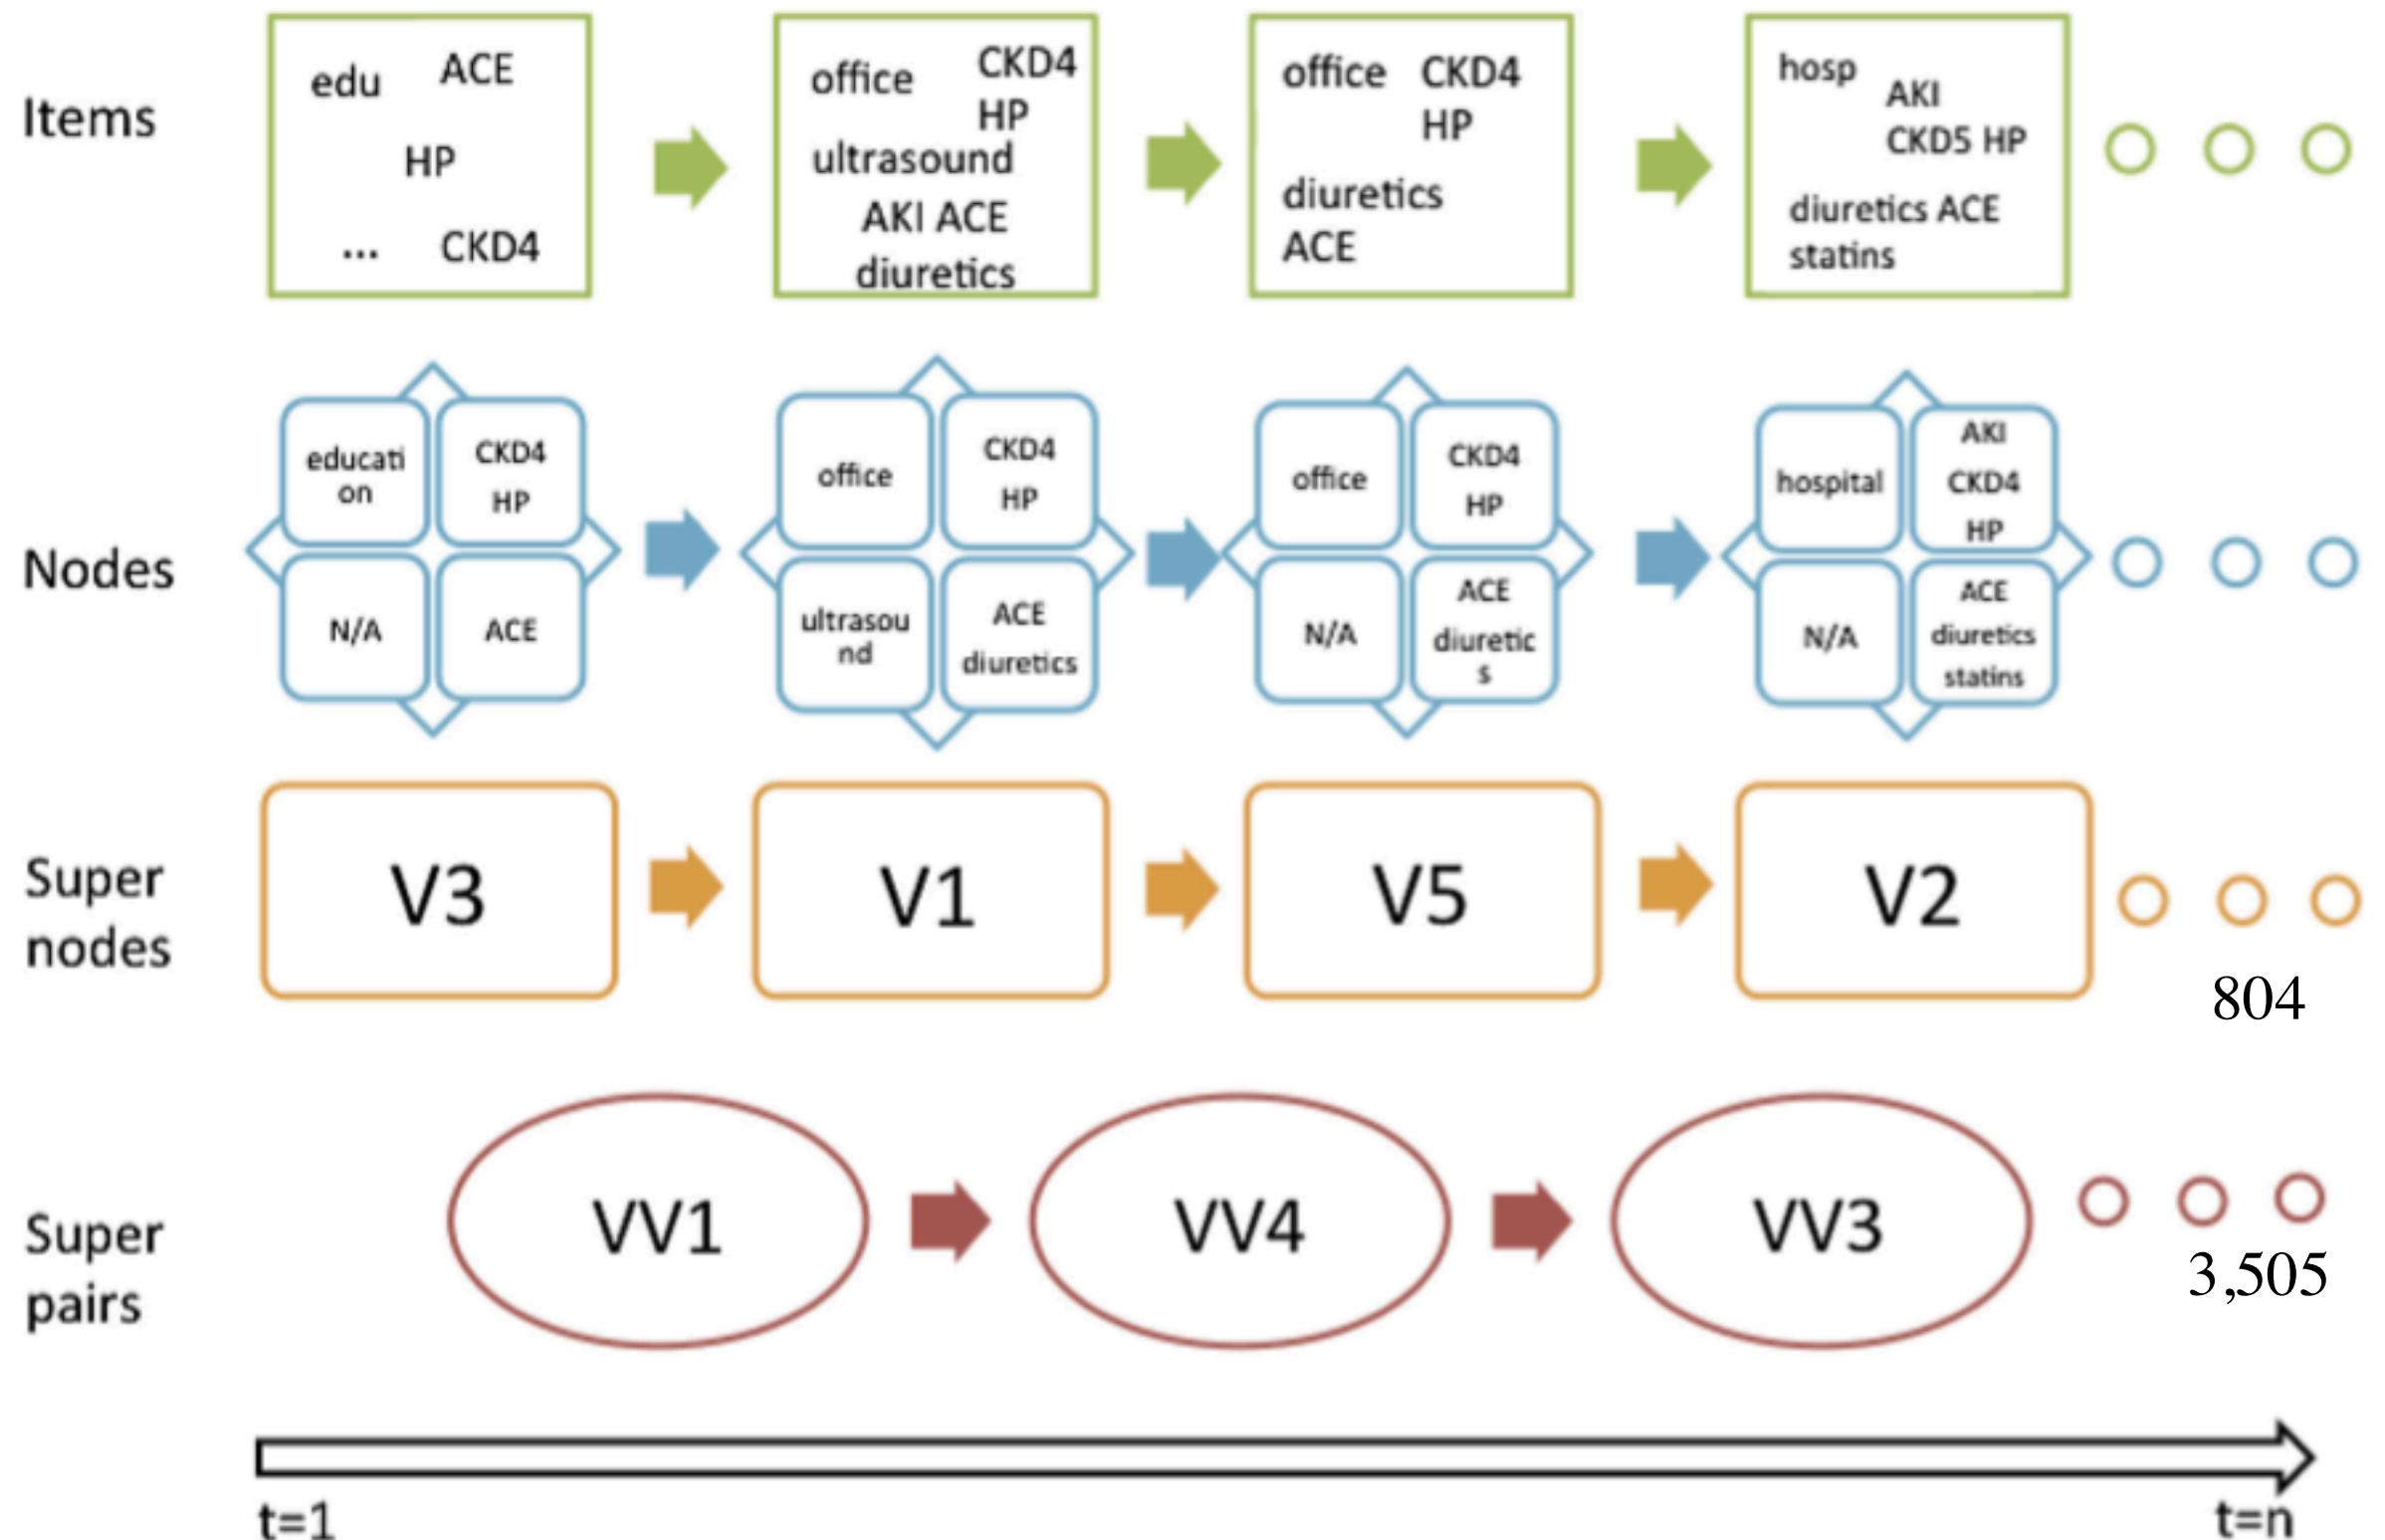 Items
edu ACE
HP
... CKD4
office CKD4
HP
ultrasound
AKI ACE
diuretics
office CKD4
HP
diuretics
ACE
hosp
AKI
CKD5 HP
diuretics ACE
statins
Nodes
educati
on
CKD4
HP
N/A
ACE
office
CKD4
HP
ultrasou
nd
ACE
diuretics
office
CKD4
HP
N/A
ACE
diuretic
s
hospital
AKI
CKD4
HP
N/A
ACE
diuretics
statins
Super
nodes
V3
V1
V5
V2
804
Super
pairs
VV1
VV4
VV3
3,505
t=1
t=n